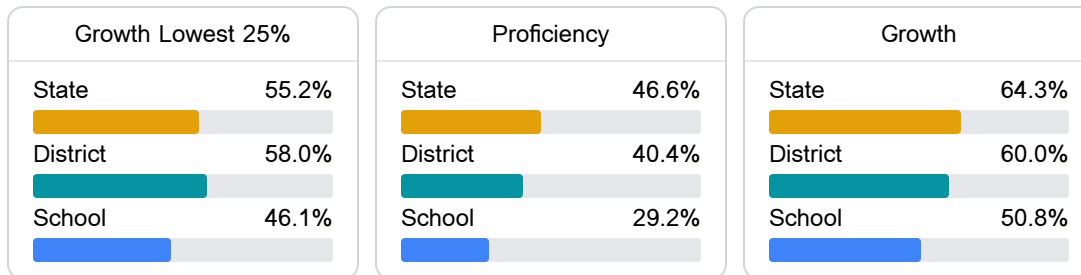 Growth Lowest 25%
State 55.2%
District 58.0%
School 46.1%
Proficiency
State 46.6%
District 40.4%
School 29.2%
Growth
State 64.3%
District 60.0%
School 50.8%